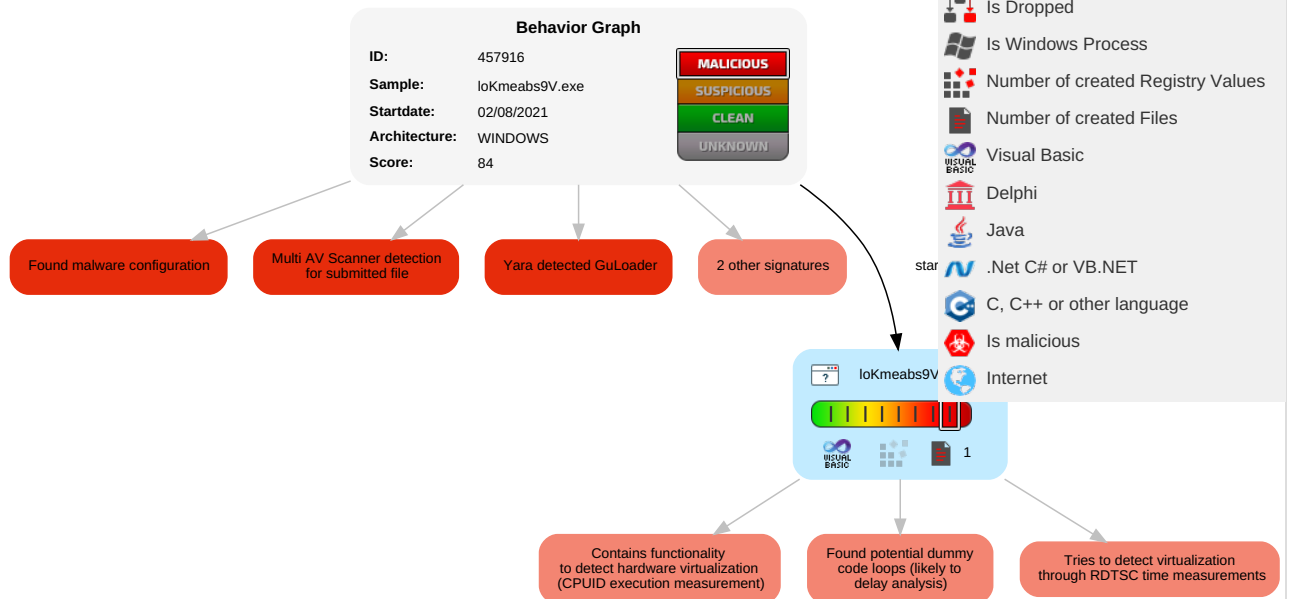 Behavior Graph
ID: 457916
Sample: loKmeabs9V.exe
Startdate: 02/08/2021
Architecture: WINDOWS
Score: 84
MALICIOUS
SUSPICIOUS
CLEAN
UNKNOWN
Is Dropped
Is Windows Process
Number of created Registry Values
Number of created Files
VISUAL
BASIC
Visual Basic
Delphi
Java
.Net C# or VB.NET
C, C++ or other language
Is malicious
Internet
Found malware configuration
Multi AV Scanner detection
for submitted file
Yara detected GuLoader
2 other signatures
star
?
loKmeabs9V
VISUAL
BASIC
1
Contains functionality
to detect hardware virtualization
(CPUID execution measurement)
Found potential dummy
code loops (likely to
delay analysis)
Tries to detect virtualization
through RDTSC time measurements